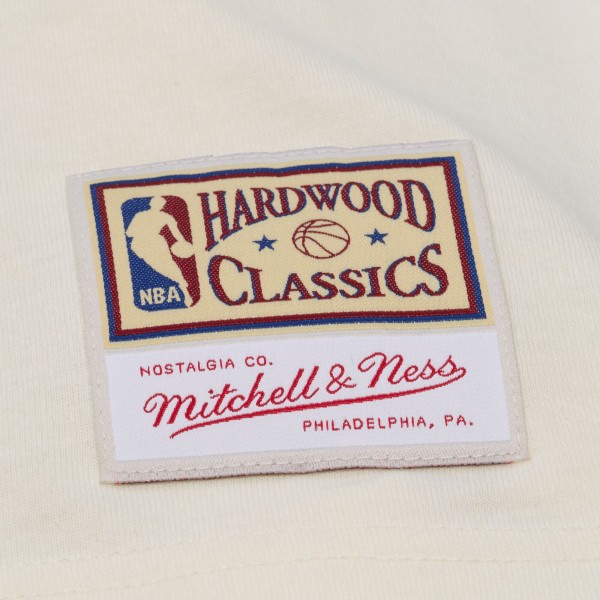 HARDWOOD
NBA
CLASSICS
NOSTALGIA CO.
Mitchell & Ness
PHILADELPHIA, PA.